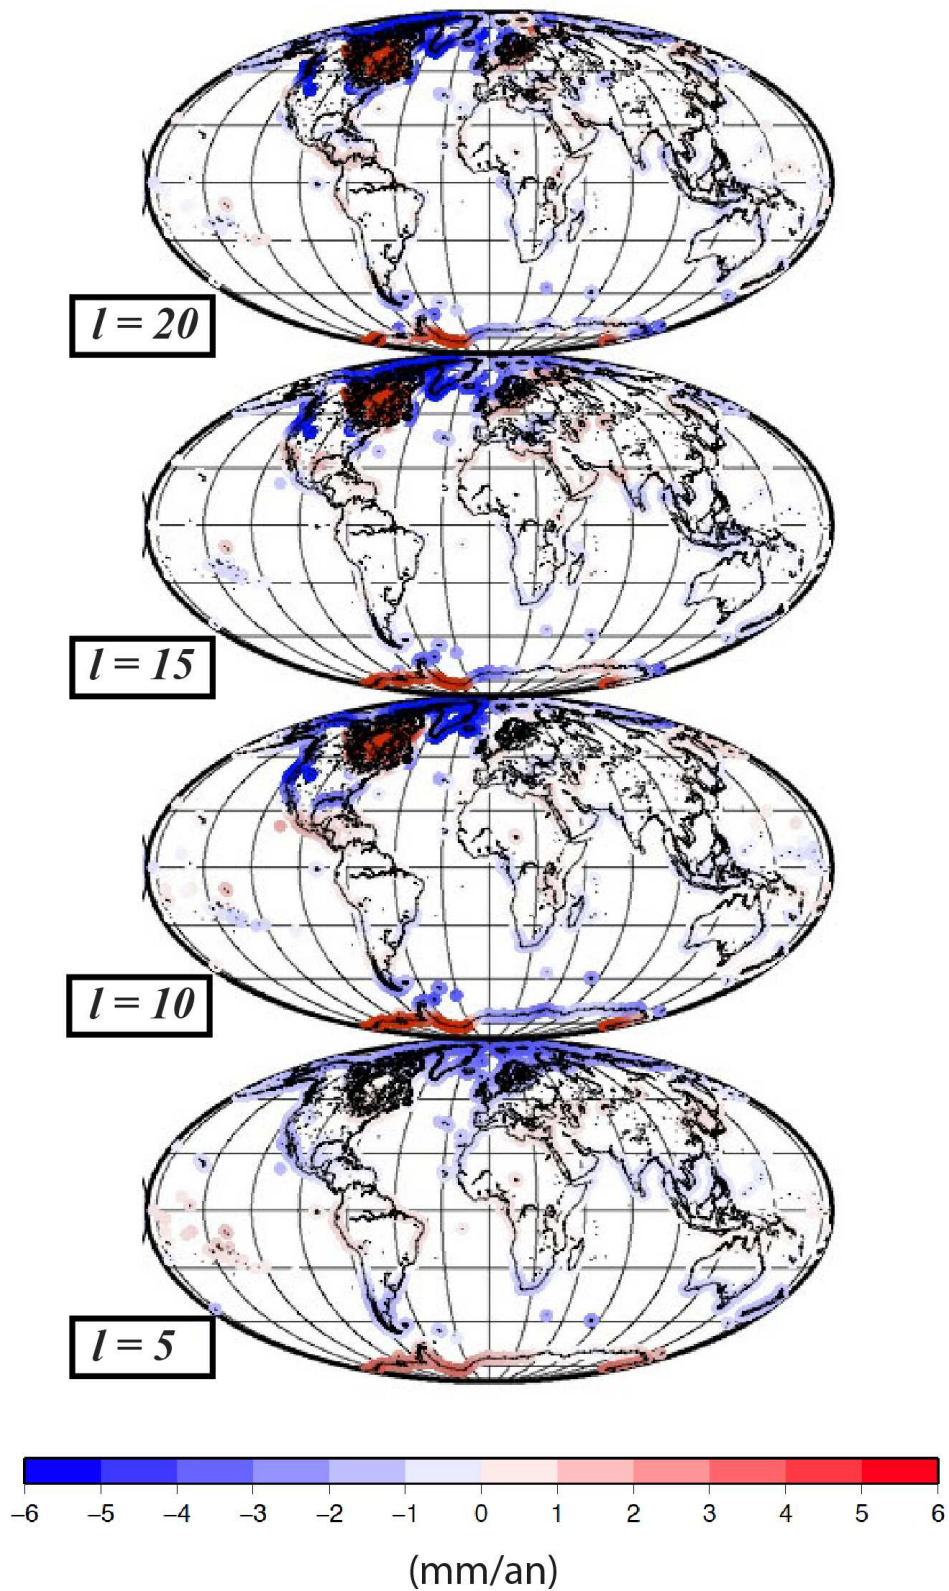 l = 20
l = 15
l = 10
l = 5
−6 −5 −4 −3 −2 −1 0 1 2 3 4 5 6
(mm/an)